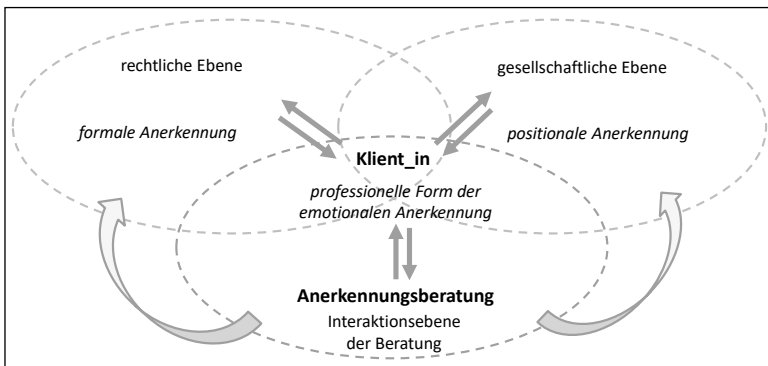 rechtliche Ebene
gesellschaftliche Ebene
formale Anerkennung
positionale Anerkennung
Klient_in
professionelle Form der
emotionalen Anerkennung
Anerkennungsberatung
Interaktionsebene
der Beratung